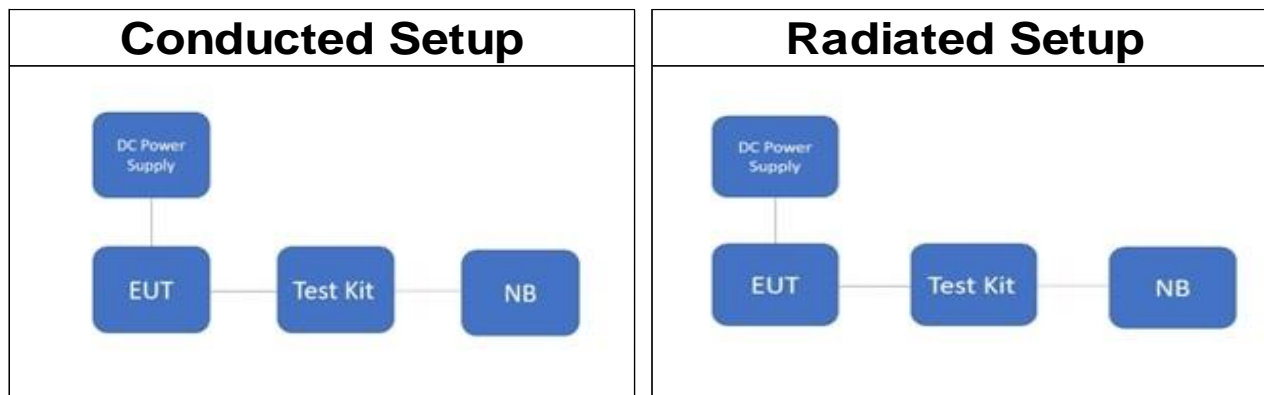 Conducted Setup
DC Power
Supply
EUT
Test Kit
NB
Radiated Setup
DC Power
Supply
EUT
Test Kit
NB